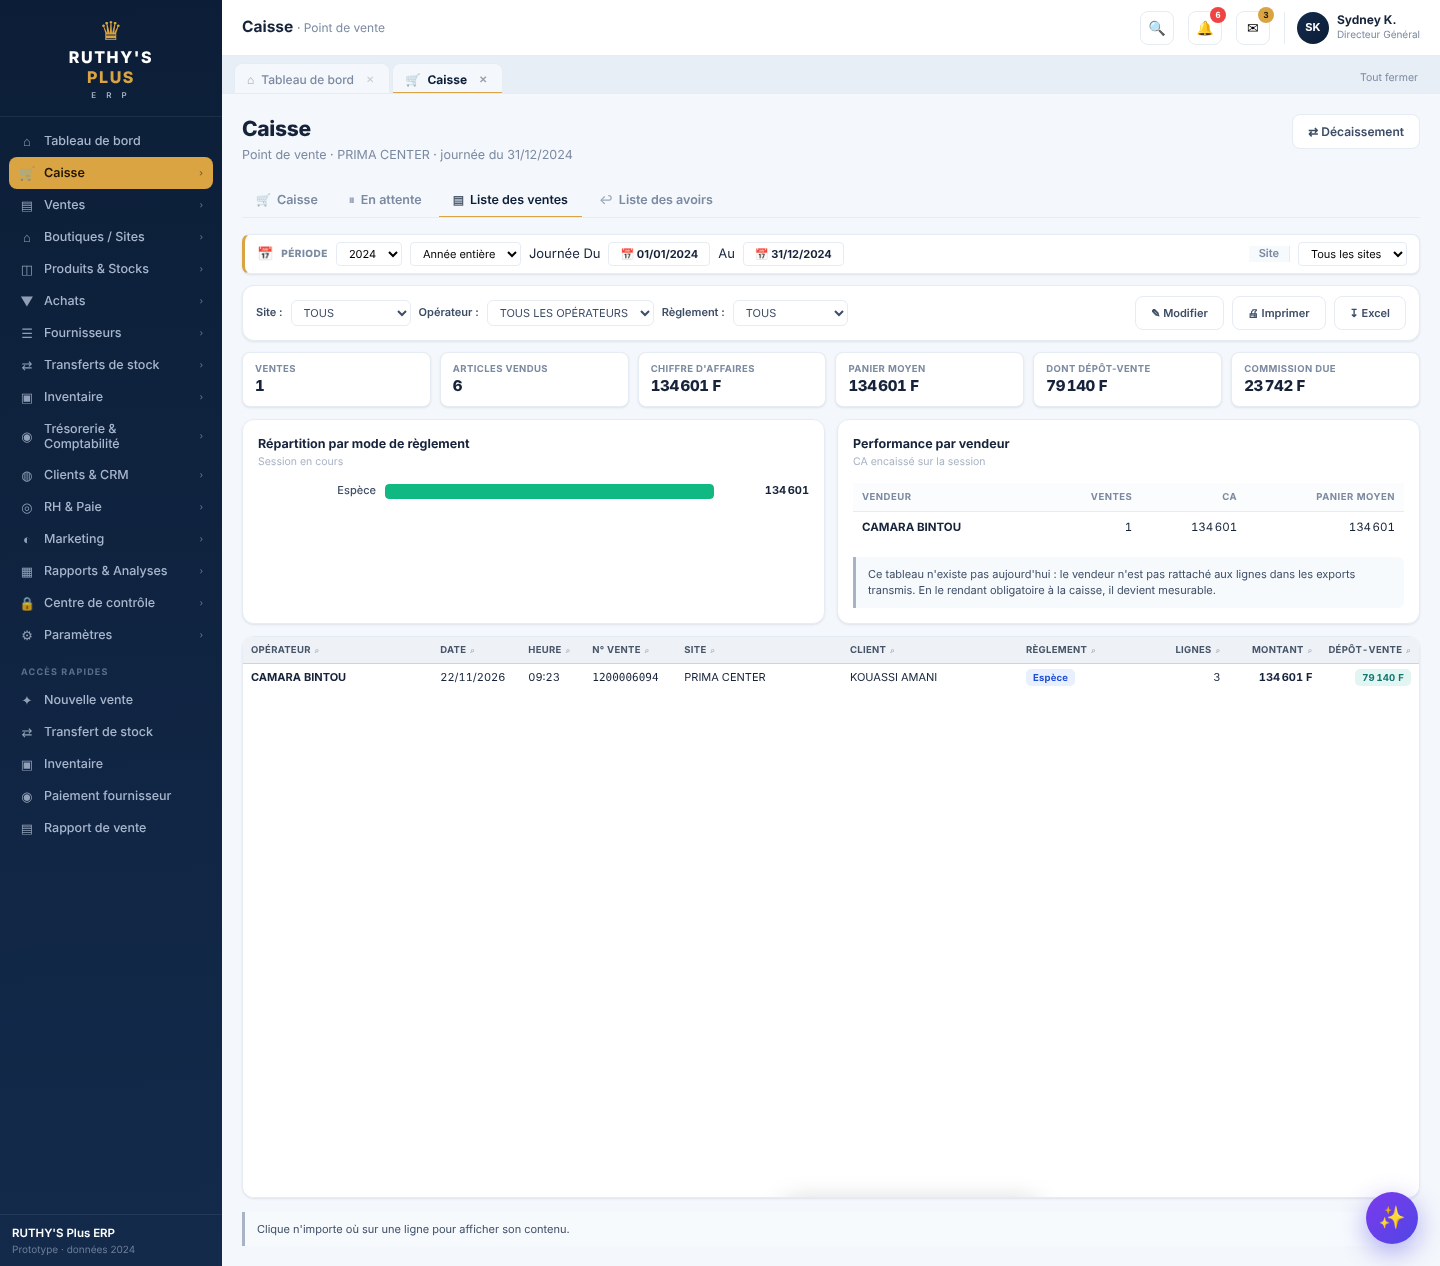 RUTHY'S
PLUS
E R P
Tableau de bord
Caisse
Ventes
Boutiques / Sites
Produits & Stocks
Achats
Fournisseurs
Transferts de stock
Inventaire
Trésorerie &
Comptabilité
Clients & CRM
RH & Paie
Marketing
Rapports & Analyses
Centre de contrôle
Paramètres
ACCÈS RAPIDES
Nouvelle vente
Transfert de stock
Inventaire
Paiement fournisseur
Rapport de vente
RUTHY'S Plus ERP
Prototype · données 2024
Caisse · Point de vente
6
3
SK
Sydney K.
Directeur Général
Tableau de bord ×
Caisse ×
Tout fermer
Caisse
Point de vente · PRIMA CENTER · journée du 31/12/2024
⇄ Décaissement
Caisse
En attente
Liste des ventes
Liste des avoirs
PÉRIODE 2024 Année entière Journée Du 01/01/2024 Au 31/12/2024 Site Tous les sites
Site : TOUS Opérateur : TOUS LES OPÉRATEURS Règlement : TOUS
Modifier
Imprimer
Excel
VENTES
1
ARTICLES VENDUS
6
CHIFFRE D'AFFAIRES
134 601 F
PANIER MOYEN
134 601 F
DONT DÉPÔT-VENTE
79 140 F
COMMISSION DUE
23 742 F
Répartition par mode de règlement
Session en cours
Espèce 134 601
Performance par vendeur
CA encaissé sur la session
VENDEUR VENTES CA PANIER MOYEN
CAMARA BINTOU 1 134 601 134 601
Ce tableau n'existe pas aujourd'hui : le vendeur n'est pas rattaché aux lignes dans les exports
transmis. En le rendant obligatoire à la caisse, il devient mesurable.
OPÉRATEUR DATE HEURE N° VENTE SITE CLIENT RÈGLEMENT LIGNES MONTANT DÉPÔT-VENTE
CAMARA BINTOU 22/11/2026 09:23 1200006094 PRIMA CENTER KOUASSI AMANI Espèce 3 134 601 F 79 140 F
Clique n'importe où sur une ligne pour afficher son contenu.